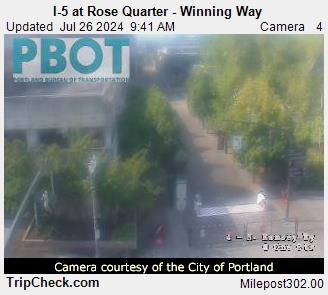 I-5 at Rose Quarter - Winning Way
Updated Jul 26 2024 9:41 AM Camera 4
PBOT
PORTLAND BUREAU OF TRANSPORTATION
Camera courtesy of the City of Portland
TripCheck.com Milepost302.00